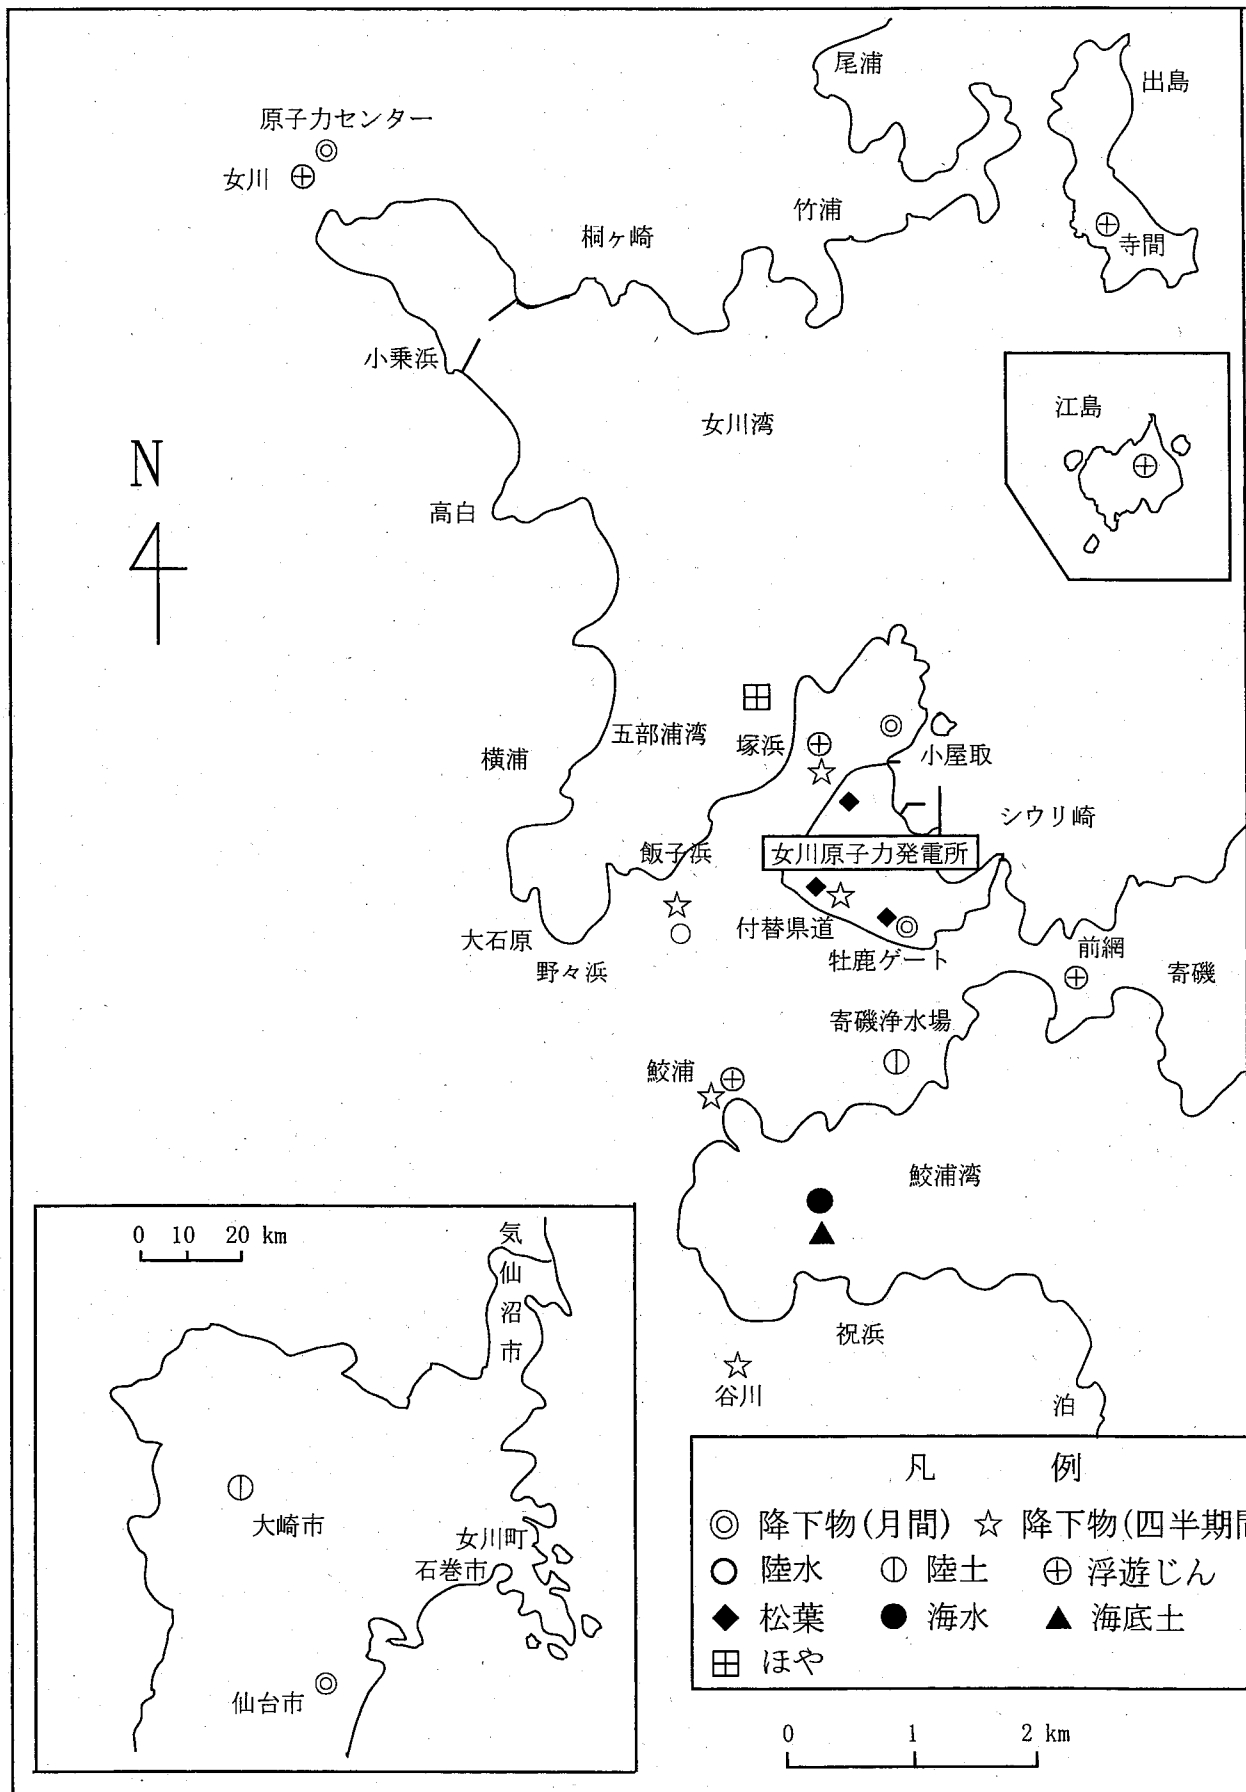 尾浦
出島
原子力センター
女川
竹浦
桐ヶ崎
寺間
小乗浜
江島
女川湾
N
高白
五部浦湾
塚浜
横浦
小屋取
シウリ崎
飯子浜
女川原子力発電所
付替県道
大石原
野々浜
牡鹿ゲート
前網
寄磯
寄磯浄水場
鮫浦
鮫浦湾
祝浜
谷川
泊
0 10 20 km
気仙沼市
大崎市
女川町
石巻市
仙台市
凡 例
◎ 降下物(月間) ☆ 降下物(四半期間
○ 陸水 陸土 ⊕ 浮遊じん
◆ 松葉 ● 海水 ▲ 海底土
田 ほや
0 1 2 km